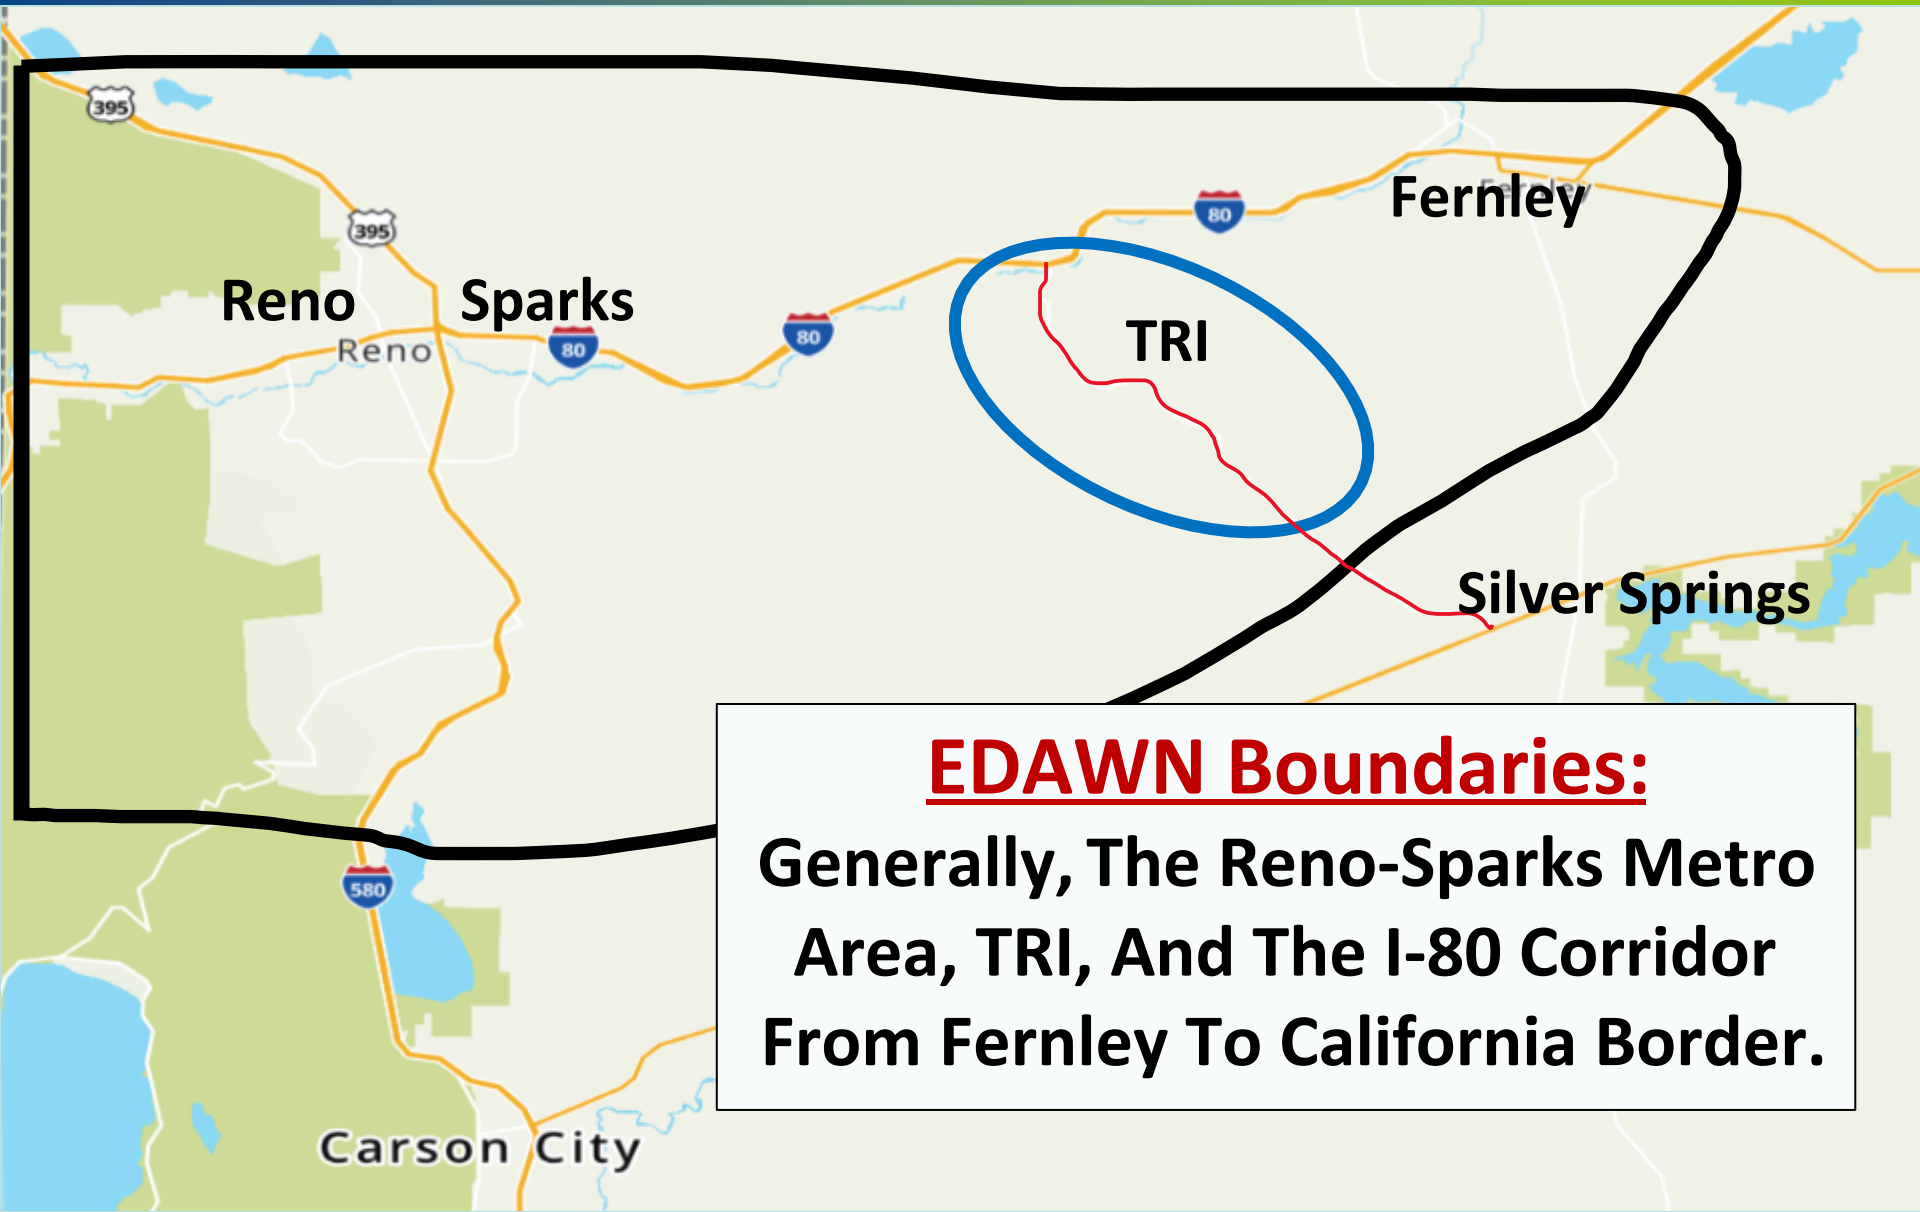 395
395
80
Fernley
Fernley
Reno
Sparks
80
80
TRI
Reno
Silver Springs
EDAWN Boundaries:
Generally, The Reno-Sparks Metro
Area, TRI, And The I-80 Corridor
From Fernley To California Border.
580
Carson City